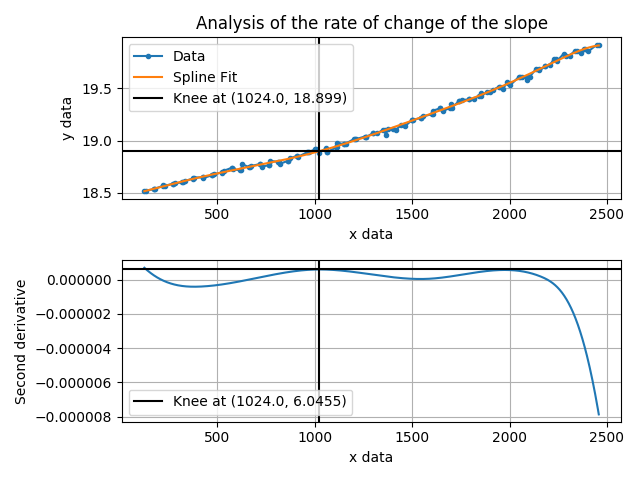 Analysis of the rate of change of the slope
Data
Spline Fit
Knee at (1024.0, 18.899)
y data
19.5
19.0
18.5
500
1000
1500
2000
2500
x data
Second derivative
0.000000
−0.000002
−0.000004
−0.000006
−0.000008
Knee at (1024.0, 6.0455)
500
1000
1500
2000
2500
x data